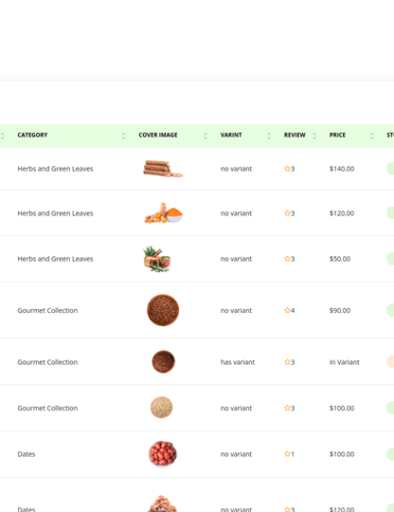 CATEGORY COVER IMAGE VARINT REVIEW PRICE
Herbs and Green Leaves no variant 3 $140.00
Herbs and Green Leaves no variant 3 $120.00
Herbs and Green Leaves no variant 3 $50.00
Gourmet Collection no variant 4 $90.00
Gourmet Collection has variant 3 In Variant
Gourmet Collection no variant 3 $100.00
Dates no variant 1 $100.00
Dates no variant 3 $120.00